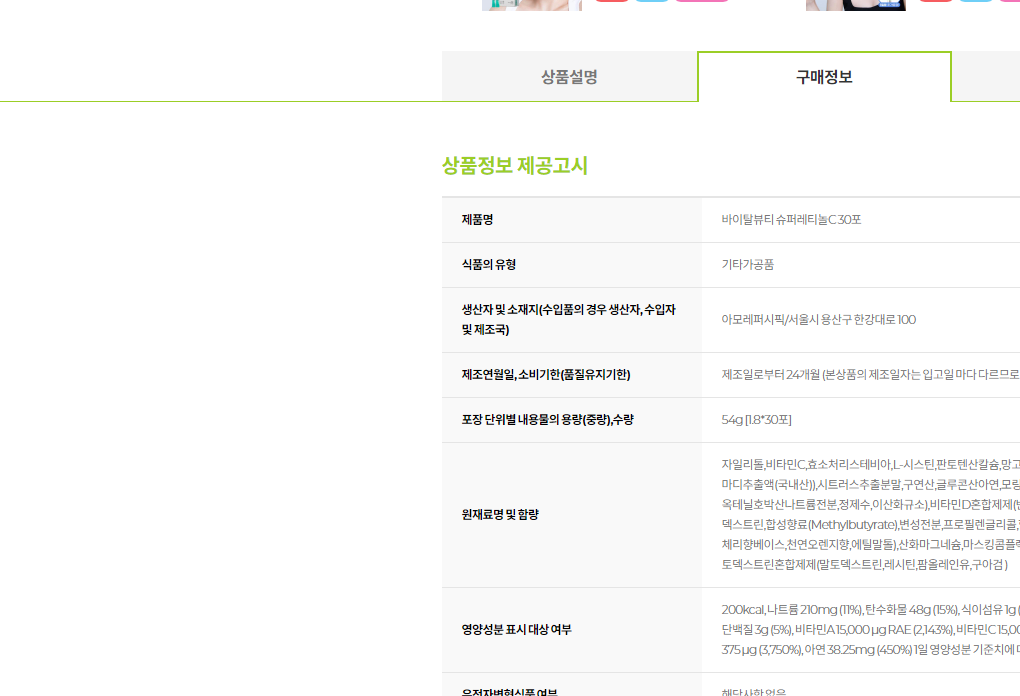 상품설명
구매정보
상품정보 제공고시
제품명
바이탈뷰티 슈퍼레티놀C 30포
식품의 유형
기타가공품
생산자 및 소재지(수입품의 경우 생산자, 수입자
및 제조국)
아모레퍼시픽/서울시 용산구 한강대로 100
제조연월일, 소비기한(품질유지기한)
제조일로부터 24개월 (본상품의 제조일자는 입고일 마다 다르므로
포장 단위별 내용물의 용량(중량),수량
54g [1.8*30포]
원재료명 및 함량
자일리톨,비타민C,효소처리스테비아,L-시스틴,판토텐산칼슘,망고
마디추출액(국내산)),시트러스추출분말,구연산,글루콘산아연,모링
옥테닐호박산나트륨전분,정제수,이산화규소),비타민D혼합제제(
덱스트린,합성향료(Methylbutyrate),변성전분,프로필렌글리콜,
체리향베이스,천연오렌지향,에틸말톨),산화마그네슘,마스킹콤플
토덱스트린혼합제제(말토덱스트린,레시틴,팜올레인유,구아검 )
영양성분 표시 대상 여부
200kcal, 나트륨 210mg (11%), 탄수화물 48g (15%), 식이섬유 1g (
단백질 3g (5%), 비타민A 15,000 µg RAE (2,143%), 비타민C 15,00
375 µg (3,750%), 아연 38.25mg (450%) 1일 영양성분 기준치에 
유전자변형식품 여부
해당사항 없음